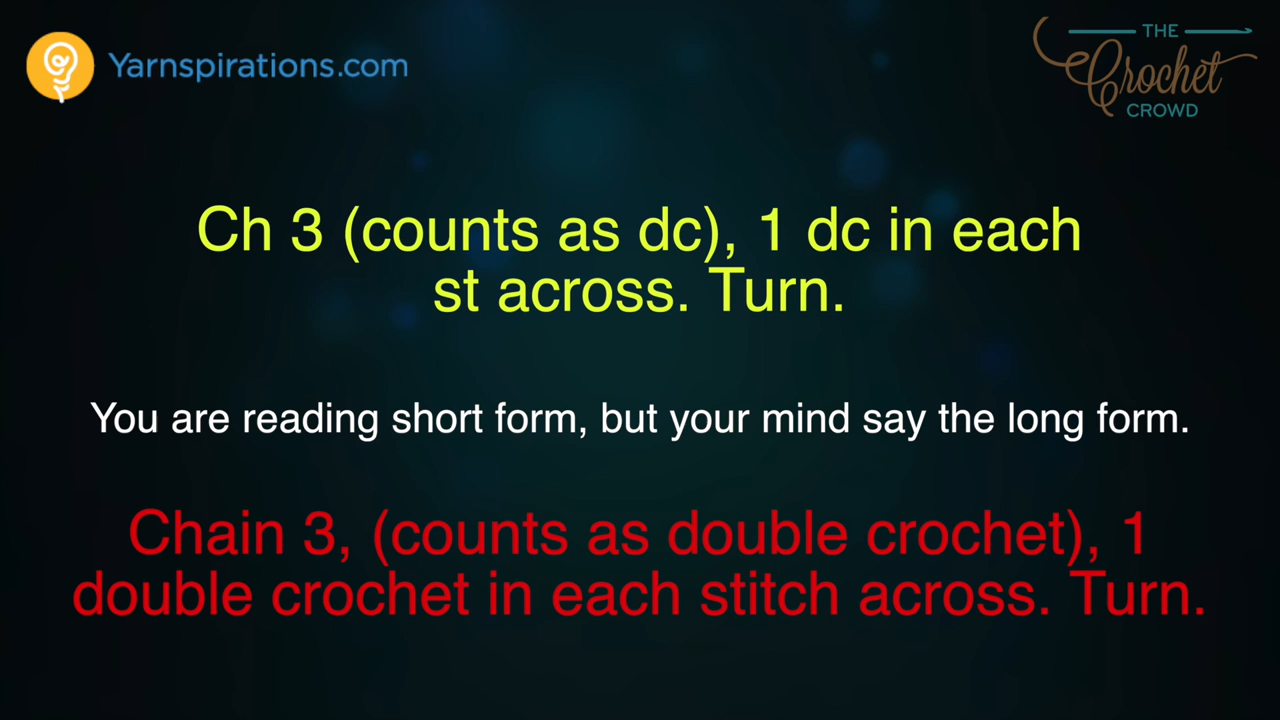 Yarnspirations.com
THE
Crochet
CROWD
Ch 3 (counts as dc), 1 dc in each
st across. Turn.
You are reading short form, but your mind say the long form.
Chain 3, (counts as double crochet), 1
double crochet in each stitch across. Turn.